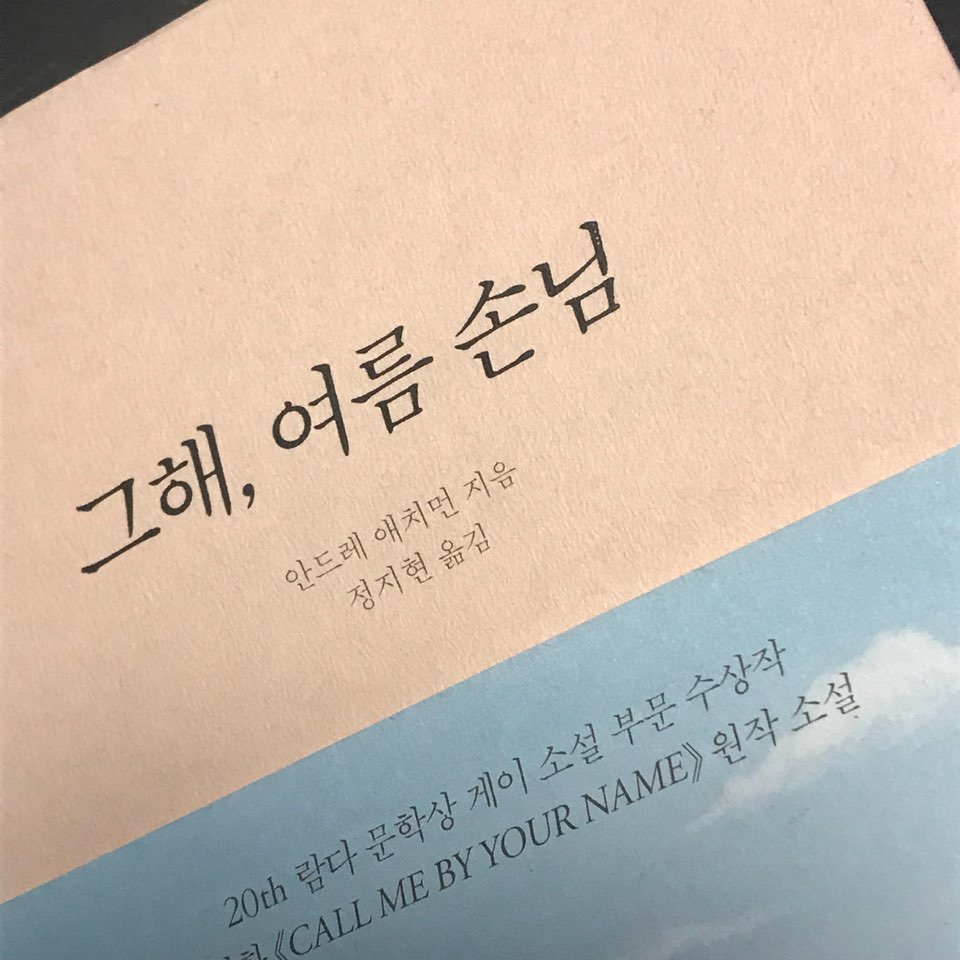 그해, 여름 손님
안드레 애치먼 지음
정지현 옮김
20th 람다 문학상 게이 소설 부문 수상작
《CALL ME BY YOUR NAME》 원작 소설